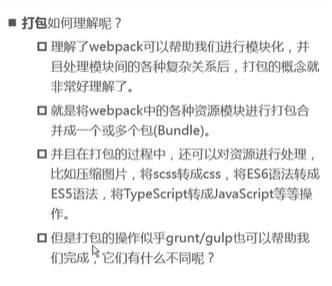 打包如何理解呢？
理解了webpack可以帮助我们进行模块化，并
且处理模块间的各种复杂关系后，打包的概念就
非常好理解了。
就是将webpack中的各种资源模块进行打包合
并成一个或多个包(Bundle)。
并且在打包的过程中，还可以对资源进行处理，
比如压缩图片，将scss转成css，将ES6语法转成
ES5语法，将TypeScript转成JavaScript等等操
作。
但是打包的操作似乎grunt/gulp也可以帮助我
们完成，它们有什么不同呢？